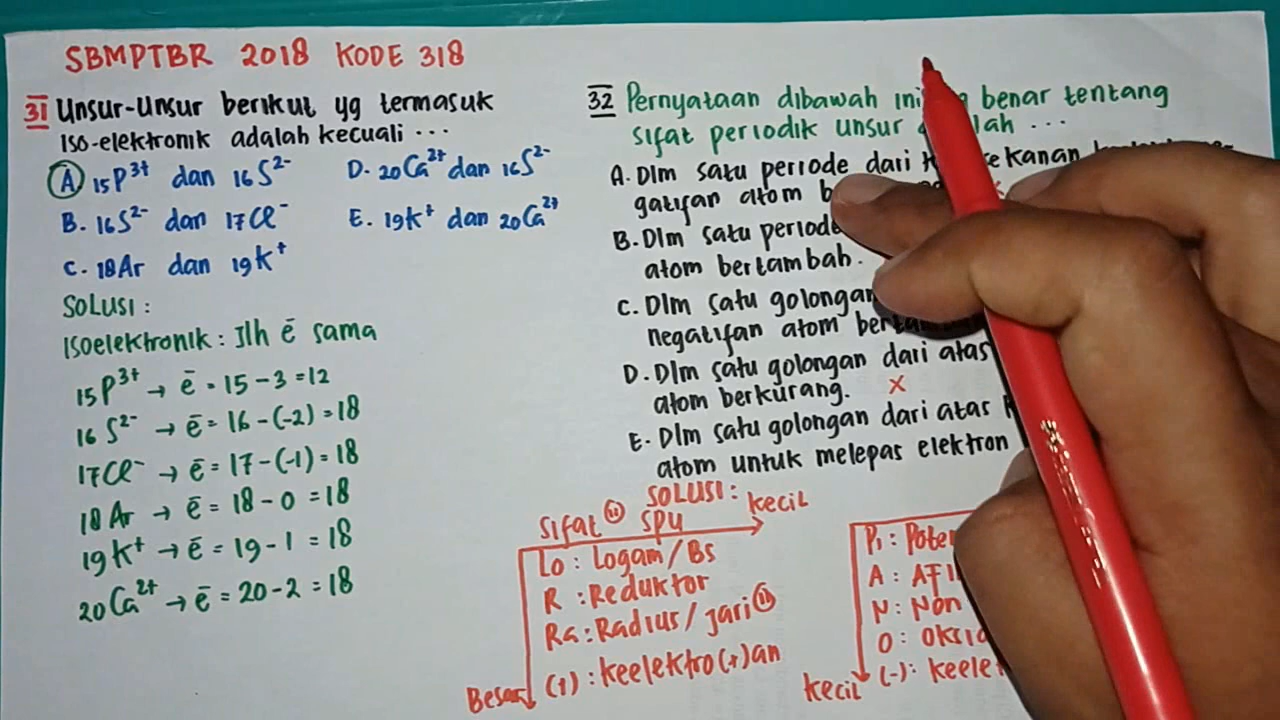 SBMPTBR 2018 KODE 318
31 Unsur-Unsur berikut yg termasuk
Iso-elektronik adalah kecuali ...
A. 15P³⁺ dan 16S²⁻
D. 20Ca²⁺ dan 16S²⁻
B. 16S²⁻ dan 17Cl⁻
E. 19K⁺ dan 20Ca²⁺
C. 18Ar dan 19K⁺
SOLUSI :
Isoelektronik : Jlh ē sama
15P³⁺ → ē = 15 - 3 = 12
16S²⁻ → ē = 16 - (-2) = 18
17Cl⁻ → ē = 17 - (-1) = 18
18Ar → ē = 18 - 0 = 18
19K⁺ → ē = 19 - 1 = 18
20Ca²⁺ → ē = 20 - 2 = 18
32 Pernyataan dibawah ini benar tentang
sifat periodik unsur ...
A. Dlm satu periode dari kekanan
gatifan atom
B. Dlm satu periode
atom bertambah.
C. Dlm satu golongan
negatifan atom
D. Dlm satu golongan dari atas
atom berkurang. X
E. Dlm satu golongan dari atas
atom untuk melepas elektron
SOLUSI :
Sifat⁽²⁾ SPU kecil
Lo : Logam/Bs
R : Reduktor
Ra : Radius/jari⁽²⁾
(+) : keelektro(+)an
Besar
Pi :
A :
N : Non
O :
(-) :
kecil